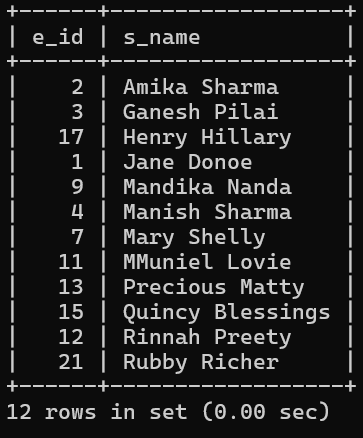 +------+------------------+
| e_id | s_name           |
+------+------------------+
|    2 | Amika Sharma     |
|    3 | Ganesh Pilai     |
|   17 | Henry Hillary    |
|    1 | Jane Donoe       |
|    9 | Mandika Nanda    |
|    4 | Manish Sharma    |
|    7 | Mary Shelly      |
|   11 | MMuniel Lovie    |
|   13 | Precious Matty   |
|   15 | Quincy Blessings |
|   12 | Rinnah Preety    |
|   21 | Rubby Richer     |
+------+------------------+
12 rows in set (0.00 sec)